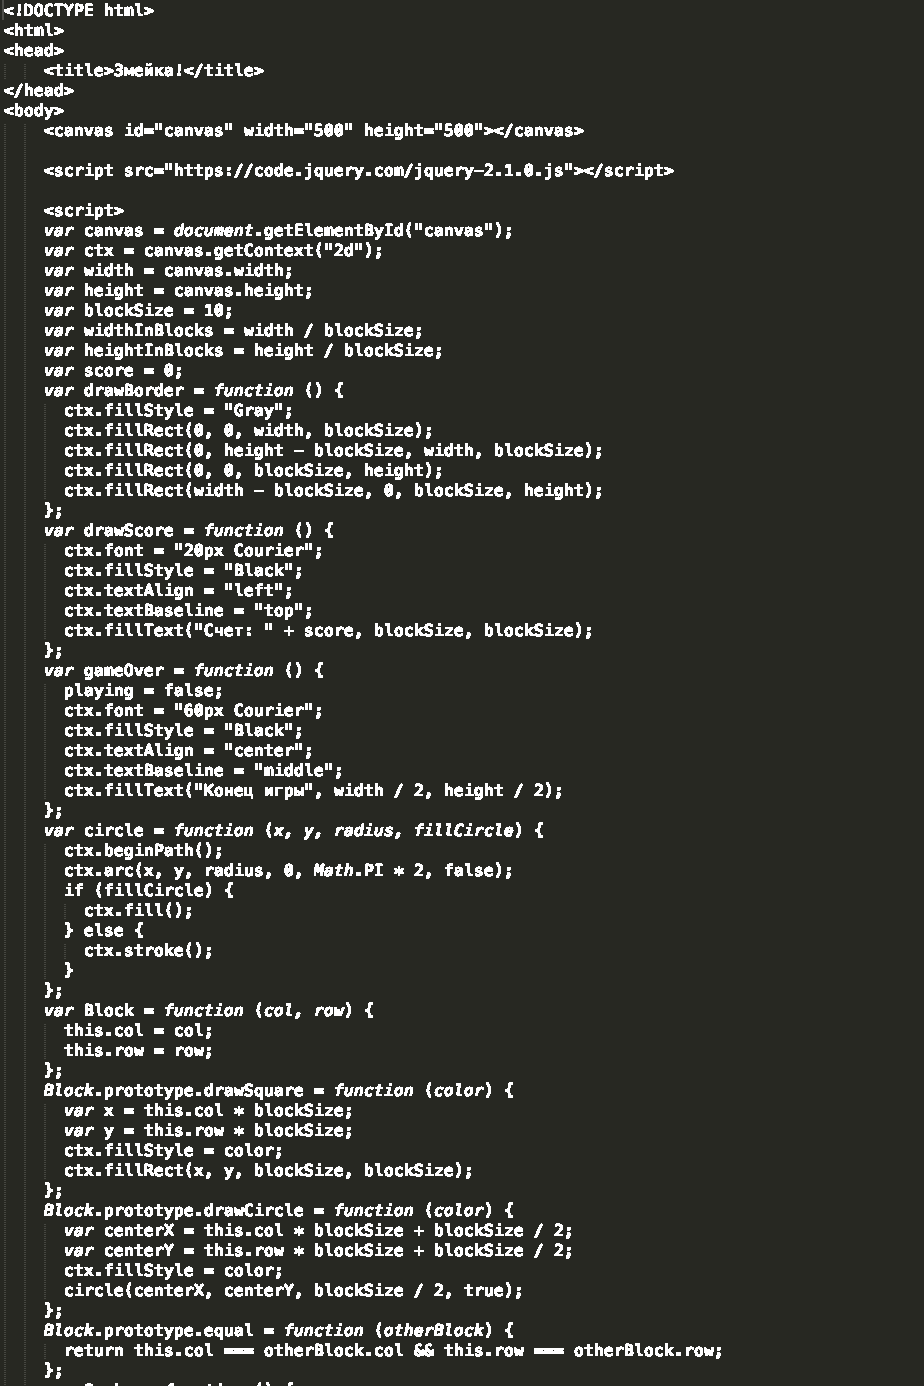 <!DOCTYPE html>
<html>
<head>
<title>Змейка!</title>
</head>
<body>
<canvas id="canvas" width="500" height="500"></canvas>
<script src="https://code.jquery.com/jquery-2.1.0.js"></script>
<script>
var canvas = document.getElementById("canvas");
var ctx = canvas.getContext("2d");
var width = canvas.width;
var height = canvas.height;
var blockSize = 10;
var widthInBlocks = width / blockSize;
var heightInBlocks = height / blockSize;
var score = 0;
var drawBorder = function () {
ctx.fillStyle = "Gray";
ctx.fillRect(0, 0, width, blockSize);
ctx.fillRect(0, height - blockSize, width, blockSize);
ctx.fillRect(0, 0, blockSize, height);
ctx.fillRect(width - blockSize, 0, blockSize, height);
};
var drawScore = function () {
ctx.font = "20px Courier";
ctx.fillStyle = "Black";
ctx.textAlign = "left";
ctx.textBaseline = "top";
ctx.fillText("Счет: " + score, blockSize, blockSize);
};
var gameOver = function () {
playing = false;
ctx.font = "60px Courier";
ctx.fillStyle = "Black";
ctx.textAlign = "center";
ctx.textBaseline = "middle";
ctx.fillText("Конец игры", width / 2, height / 2);
};
var circle = function (x, y, radius, fillCircle) {
ctx.beginPath();
ctx.arc(x, y, radius, 0, Math.PI * 2, false);
if (fillCircle) {
ctx.fill();
} else {
ctx.stroke();
}
};
var Block = function (col, row) {
this.col = col;
this.row = row;
};
Block.prototype.drawSquare = function (color) {
var x = this.col * blockSize;
var y = this.row * blockSize;
ctx.fillStyle = color;
ctx.fillRect(x, y, blockSize, blockSize);
};
Block.prototype.drawCircle = function (color) {
var centerX = this.col * blockSize + blockSize / 2;
var centerY = this.row * blockSize + blockSize / 2;
ctx.fillStyle = color;
circle(centerX, centerY, blockSize / 2, true);
};
Block.prototype.equal = function (otherBlock) {
return this.col === otherBlock.col && this.row === otherBlock.row;
};